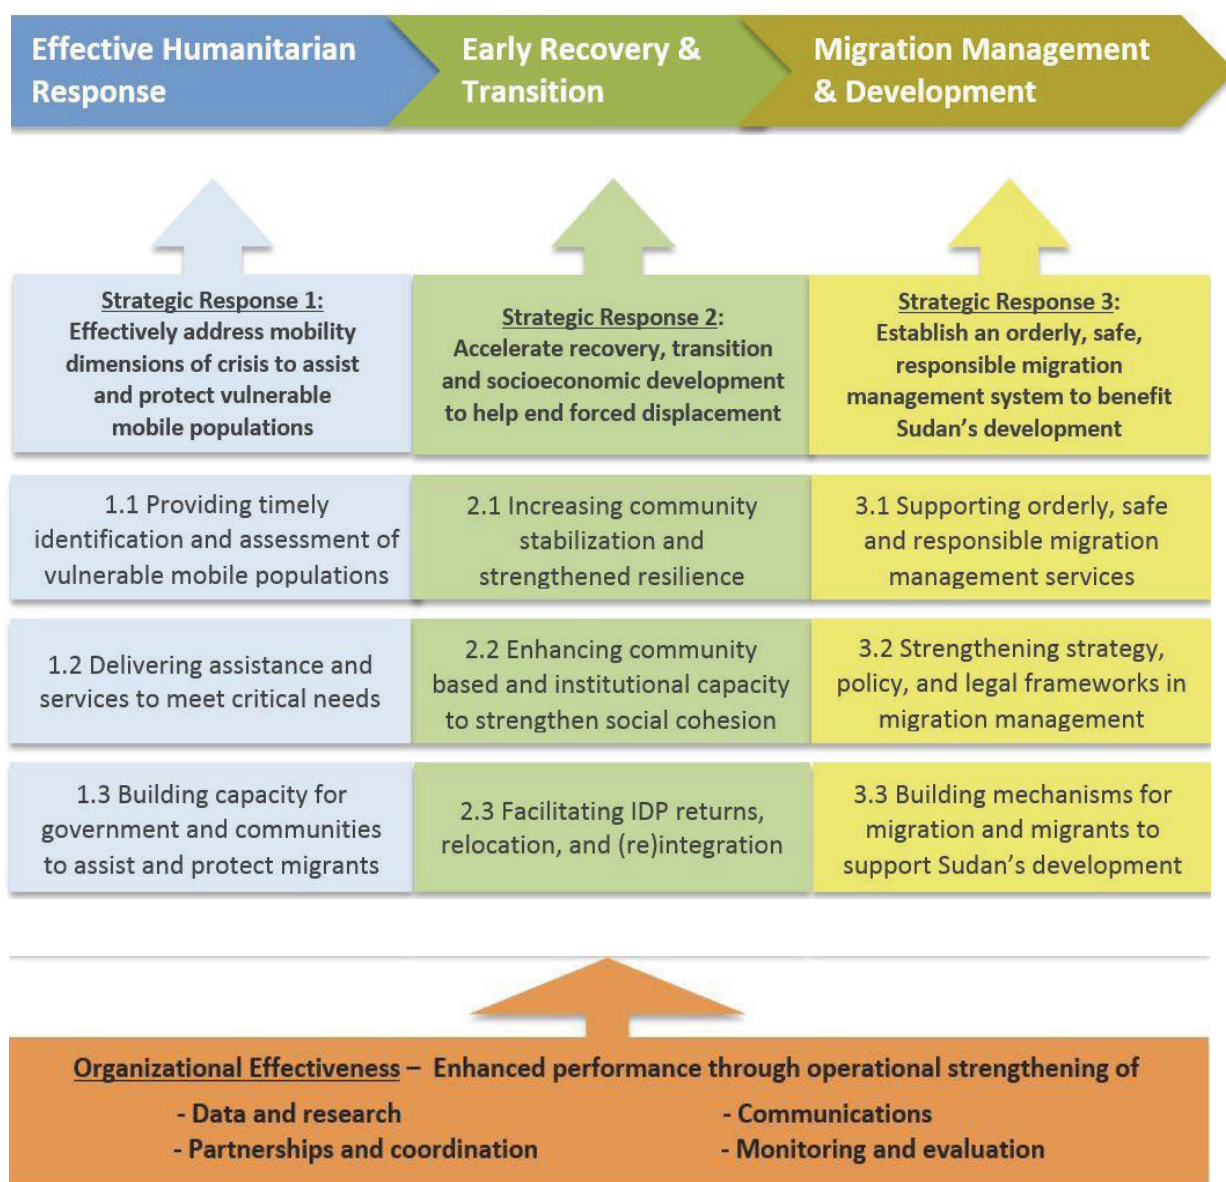 Effective Humanitarian
Response
Early Recovery &
Transition
Migration Management
& Development
Strategic Response 1:
Effectively address mobility
dimensions of crisis to assist
and protect vulnerable
mobile populations
Strategic Response 2:
Accelerate recovery, transition
and socioeconomic development
to help end forced displacement
Strategic Response 3:
Establish an orderly, safe,
responsible migration
management system to benefit
Sudan’s development
1.1 Providing timely
identification and assessment of
vulnerable mobile populations
2.1 Increasing community
stabilization and
strengthened resilience
3.1 Supporting orderly, safe
and responsible migration
management services
1.2 Delivering assistance and
services to meet critical needs
2.2 Enhancing community
based and institutional capacity
to strengthen social cohesion
3.2 Strengthening strategy,
policy, and legal frameworks in
migration management
1.3 Building capacity for
government and communities
to assist and protect migrants
2.3 Facilitating IDP returns,
relocation, and (re)integration
3.3 Building mechanisms for
migration and migrants to
support Sudan’s development
Organizational Effectiveness – Enhanced performance through operational strengthening of
- Data and research
- Communications
- Partnerships and coordination
- Monitoring and evaluation